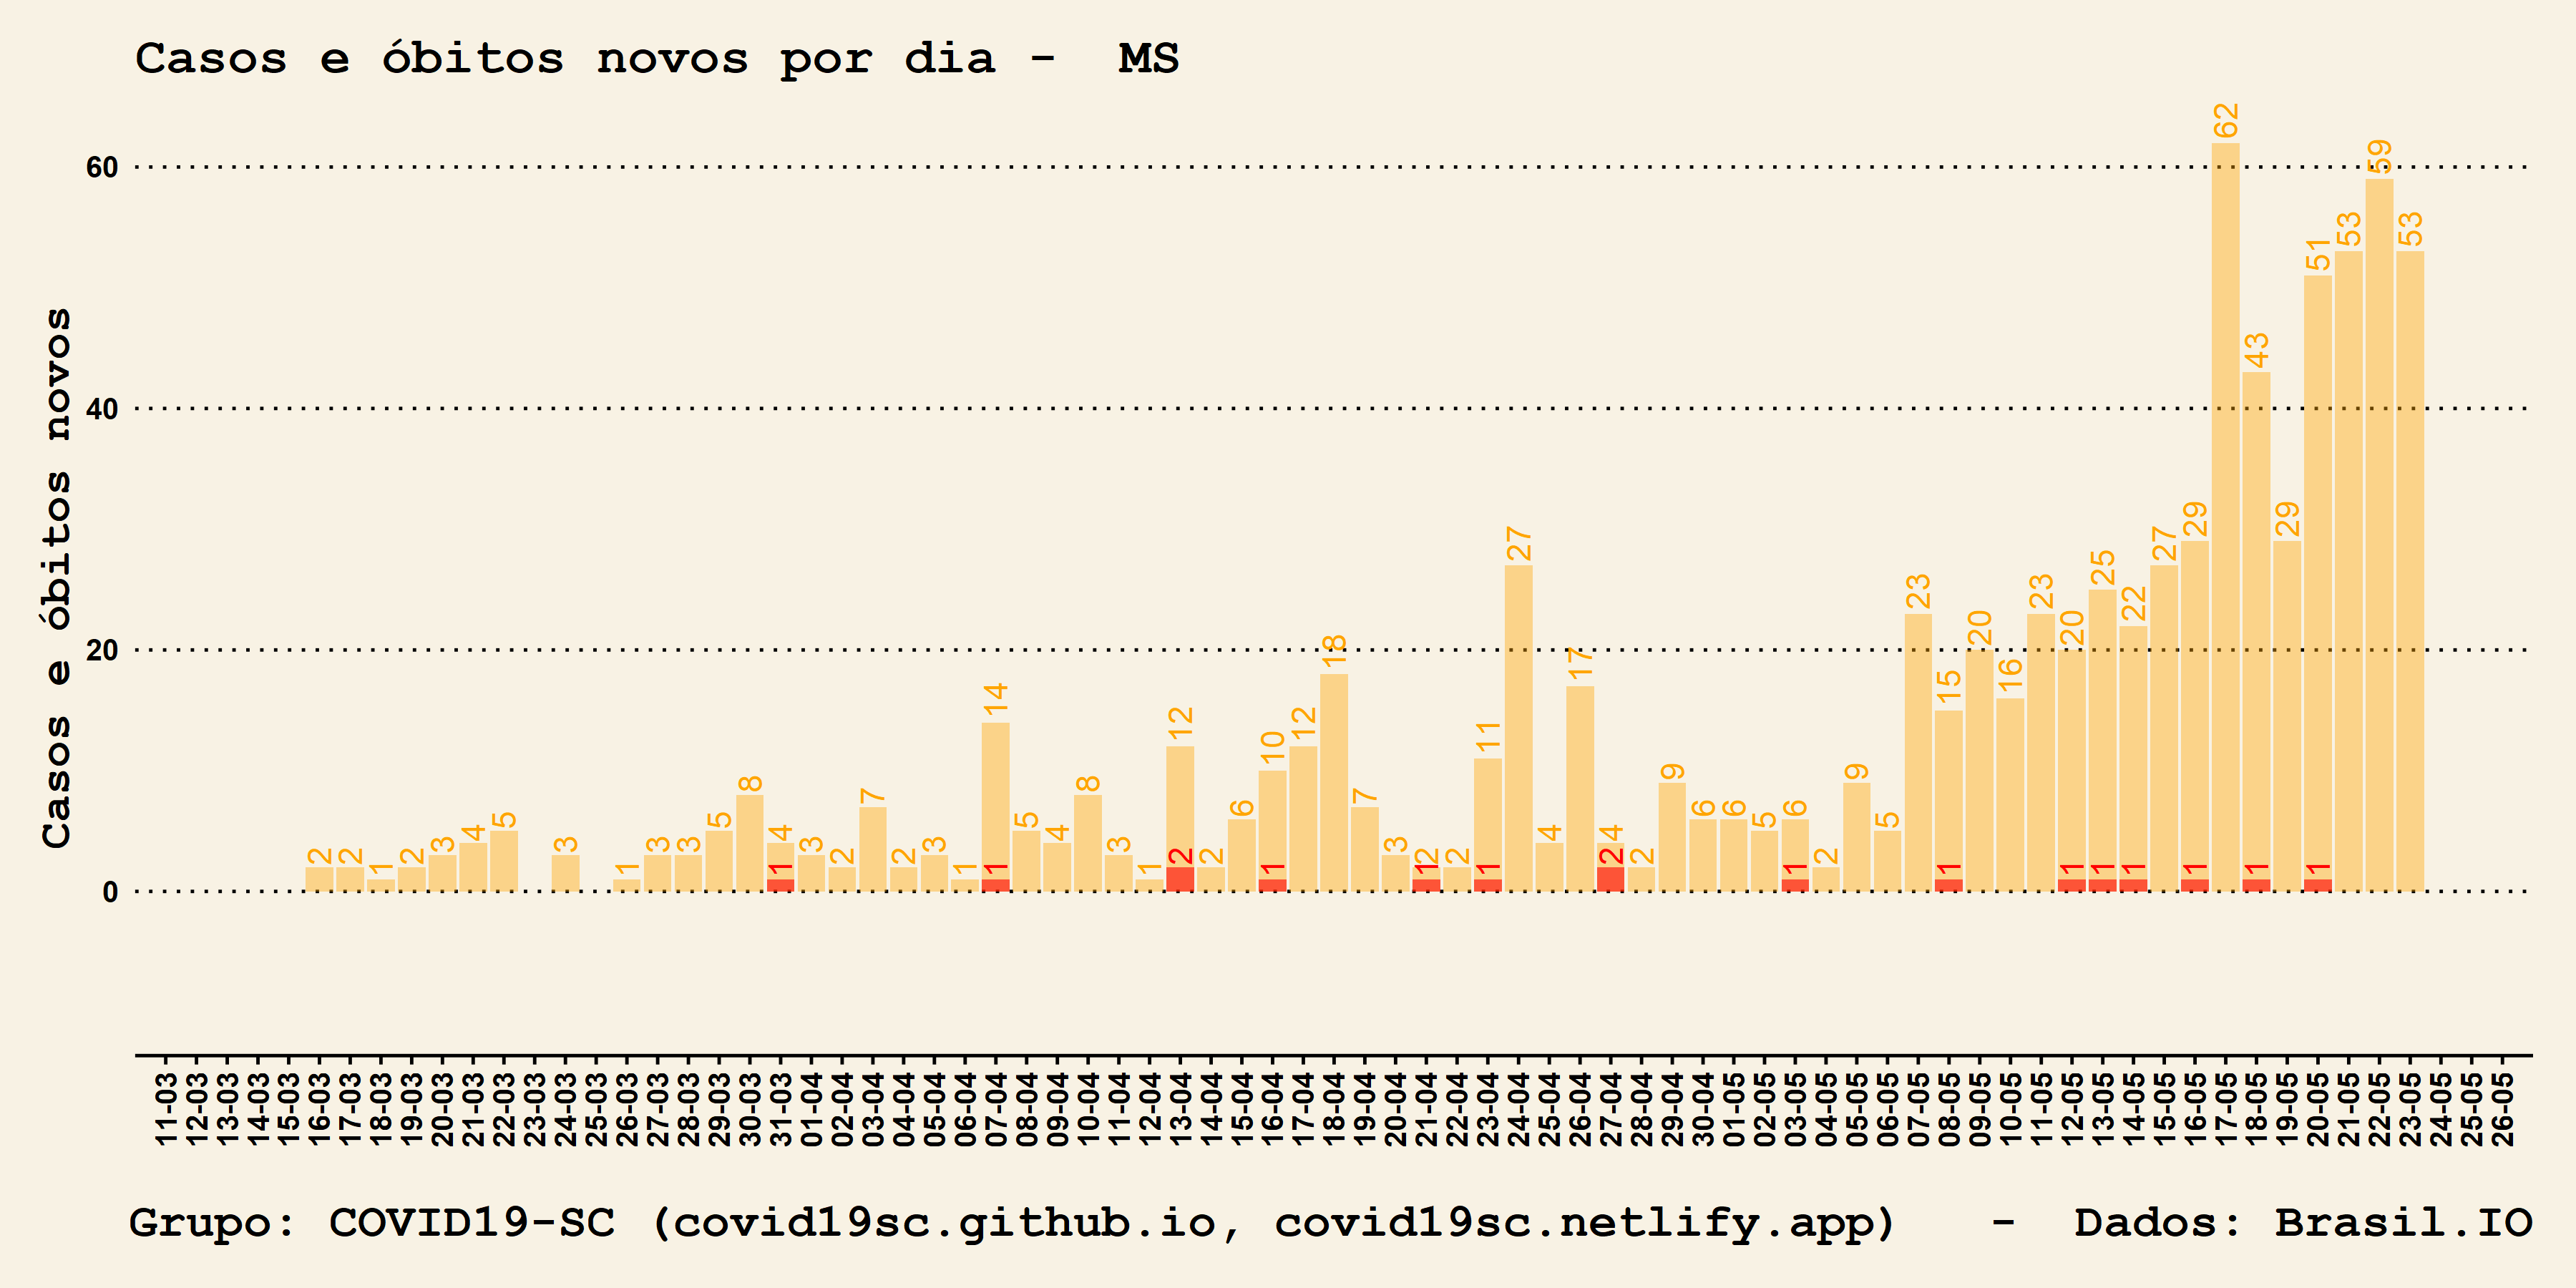 Casos e óbitos novos por dia - MS
Casos e óbitos novos
60
40
20
0
2 2 1 2 3 4 5 3 1 3 3 5 8 4 3 2 7 2 3 1 14 5 4 8 3 1 12 2 6 10 12 18 7 3 2 2 11 27 4 17 4 2 9 6 6 5 6 2 9 5 23 15 20 16 23 20 25 22 27 29 62 43 29 51 53 59 53
1 1 2 1 1 1 2 1 1 1 1 1 1 1 1
11-03 12-03 13-03 14-03 15-03 16-03 17-03 18-03 19-03 20-03 21-03 22-03 23-03 24-03 25-03 26-03 27-03 28-03 29-03 30-03 31-03 01-04 02-04 03-04 04-04 05-04 06-04 07-04 08-04 09-04 10-04 11-04 12-04 13-04 14-04 15-04 16-04 17-04 18-04 19-04 20-04 21-04 22-04 23-04 24-04 25-04 26-04 27-04 28-04 29-04 30-04 01-05 02-05 03-05 04-05 05-05 06-05 07-05 08-05 09-05 10-05 11-05 12-05 13-05 14-05 15-05 16-05 17-05 18-05 19-05 20-05 21-05 22-05 23-05 24-05 25-05 26-05
Grupo: COVID19-SC (covid19sc.github.io, covid19sc.netlify.app) - Dados: Brasil.IO